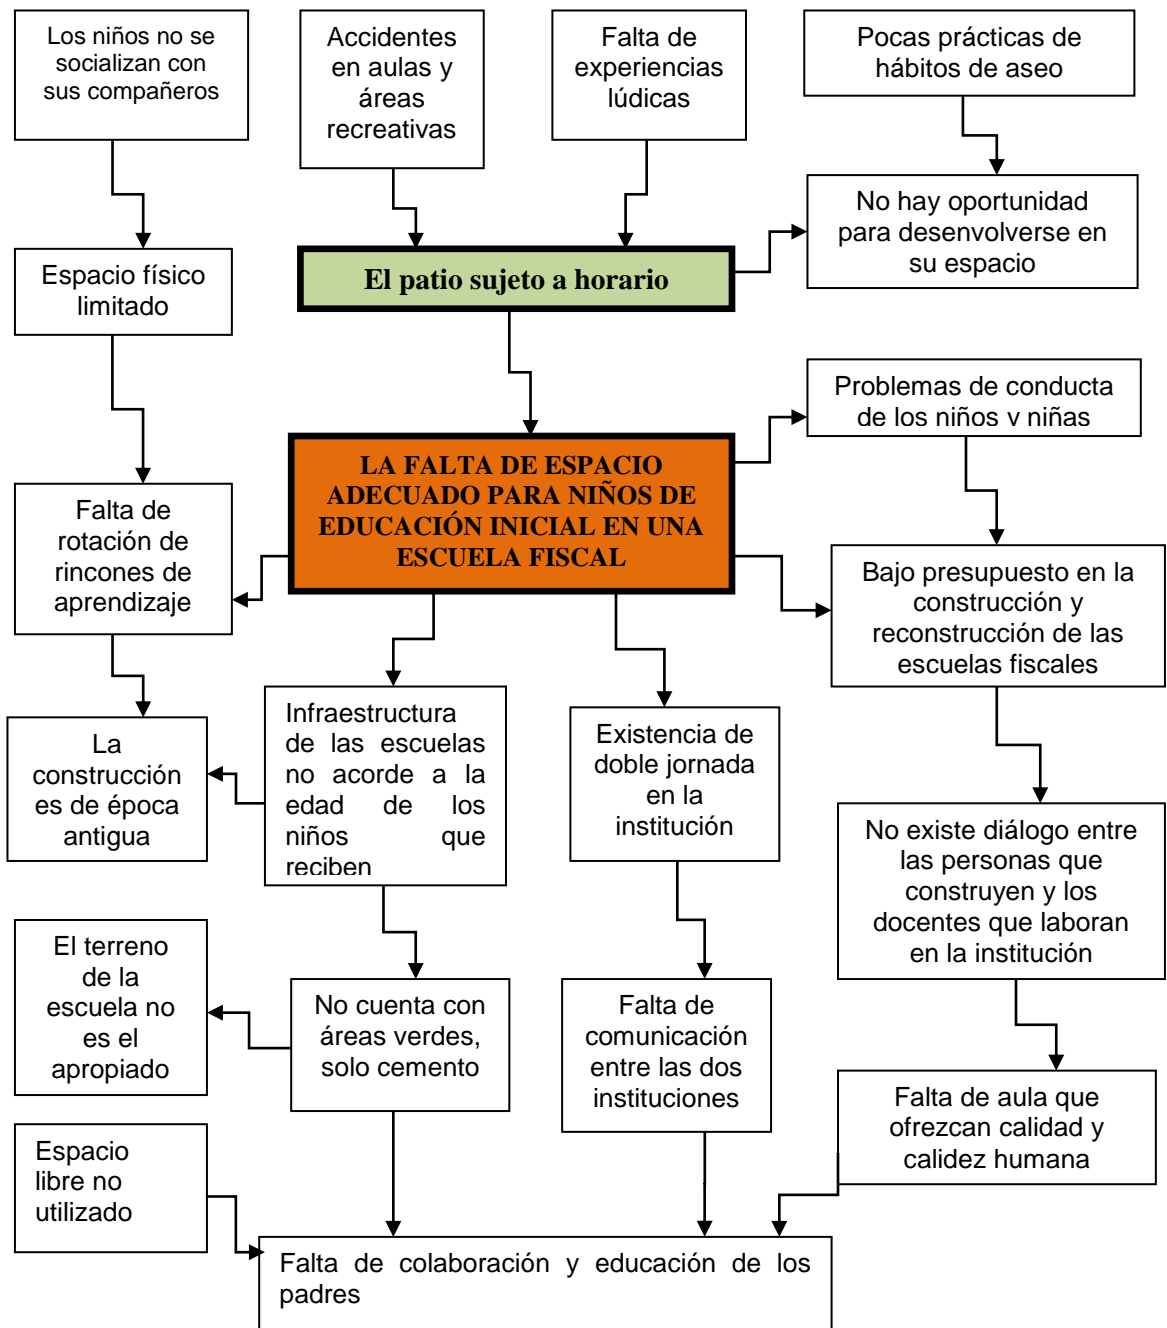 Los niños no se
socializan con
sus compañeros
Accidentes
en aulas y
áreas
recreativas
Falta de
experiencias
lúdicas
Pocas prácticas de
hábitos de aseo
No hay oportunidad
para desenvolverse en
su espacio
Espacio físico
limitado
El patio sujeto a horario
Problemas de conducta
de los niños v niñas
LA FALTA DE ESPACIO
ADECUADO PARA NIÑOS DE
EDUCACIÓN INICIAL EN UNA
ESCUELA FISCAL
Falta de
rotación de
rincones de
aprendizaje
Bajo presupuesto en la
construcción y
reconstrucción de las
escuelas fiscales
La
construcción
es de época
antigua
Infraestructura
de las escuelas
no acorde a la
edad de los
niños que
reciben
Existencia de
doble jornada
en la
institución
No existe diálogo entre
las personas que
construyen y los
docentes que laboran
en la institución
El terreno
de la
escuela no
es el
apropiado
No cuenta con
áreas verdes,
solo cemento
Falta de
comunicación
entre las dos
instituciones
Falta de aula que
ofrezcan calidad y
calidez humana
Espacio
libre no
utilizado
Falta de colaboración y educación de los
padres